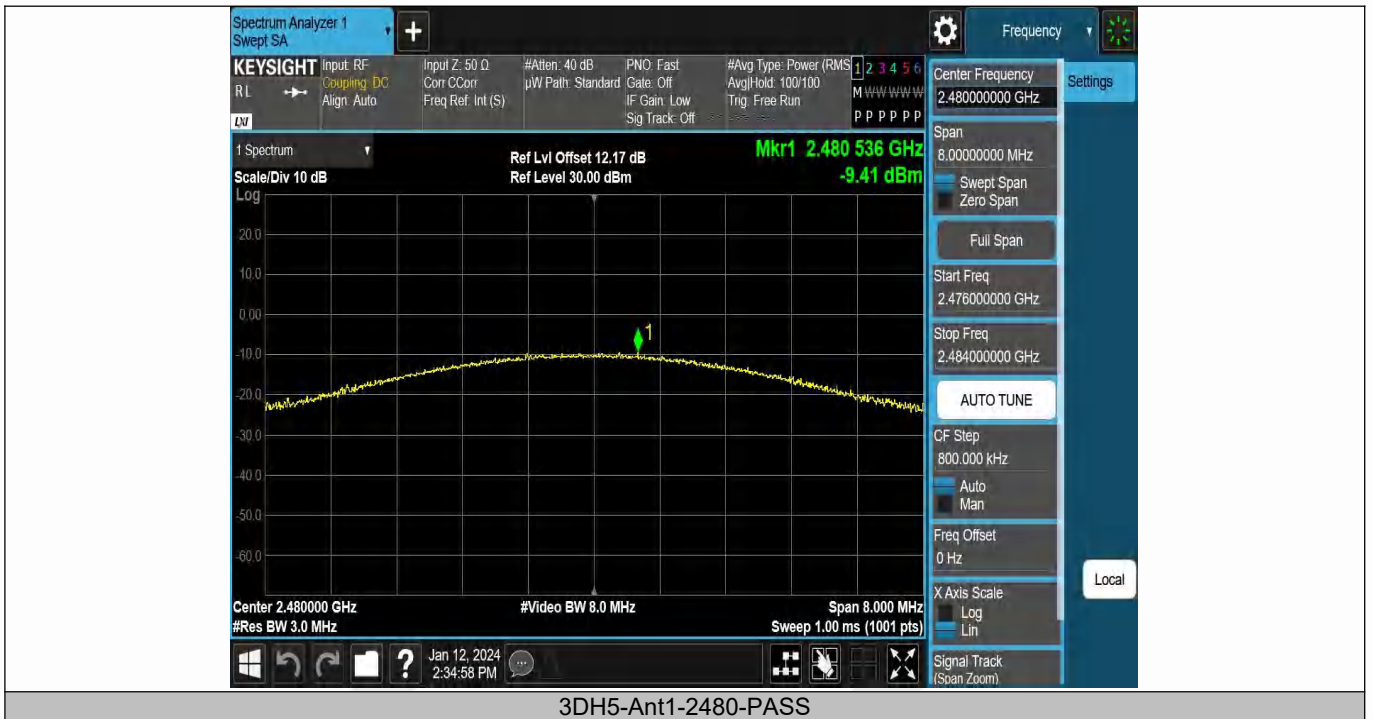 Spectrum Analyzer 1
Swept SA
+
Frequency
KEYSIGHT
R L
LXI
Input: RF
Coupling: DC
Align: Auto
Input Z: 50 Ω
Corr CCorr
Freq Ref: Int (S)
#Atten: 40 dB
µW Path: Standard
PNO: Fast
Gate: Off
IF Gain: Low
Sig Track: Off
#Avg Type: Power (RMS
Avg|Hold: 100/100
Trig: Free Run
1 2 3 4 5 6
M W W W W W
P P P P P P
1 Spectrum
Scale/Div 10 dB
Log
Ref Lvl Offset 12.17 dB
Ref Level 30.00 dBm
Mkr1 2.480 536 GHz
-9.41 dBm
20.0
10.0
0.00
-10.0
-20.0
-30.0
-40.0
-50.0
-60.0
1
Center 2.480000 GHz
#Video BW 8.0 MHz
Span 8.000 MHz
#Res BW 3.0 MHz
Sweep 1.00 ms (1001 pts)
Center Frequency
2.480000000 GHz
Settings
Span
8.00000000 MHz
Swept Span
Zero Span
Full Span
Start Freq
2.476000000 GHz
Stop Freq
2.484000000 GHz
AUTO TUNE
CF Step
800.000 kHz
Auto
Man
Freq Offset
0 Hz
Local
X Axis Scale
Log
Lin
Signal Track
(Span Zoom)
?
Jan 12, 2024
2:34:58 PM
3DH5-Ant1-2480-PASS